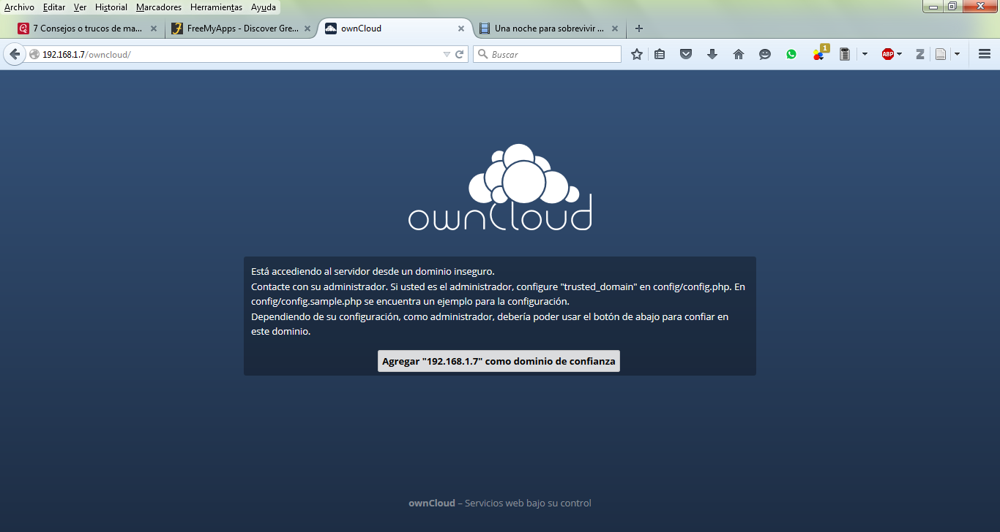 Archivo Editar Ver Historial Marcadores Herramientas Ayuda
7 Consejos o trucos de ma... FreeMyApps - Discover Gre... ownCloud Una noche para sobrevivir ...
192.168.1.7/owncloud/ Buscar 1 ABP Z
ownCloud
Está accediendo al servidor desde un dominio inseguro.
Contacte con su administrador. Si usted es el administrador, configure "trusted_domain" en config/config.php. En
config/config.sample.php se encuentra un ejemplo para la configuración.
Dependiendo de su configuración, como administrador, debería poder usar el botón de abajo para confiar en
este dominio.
Agregar "192.168.1.7" como dominio de confianza
ownCloud – Servicios web bajo su control